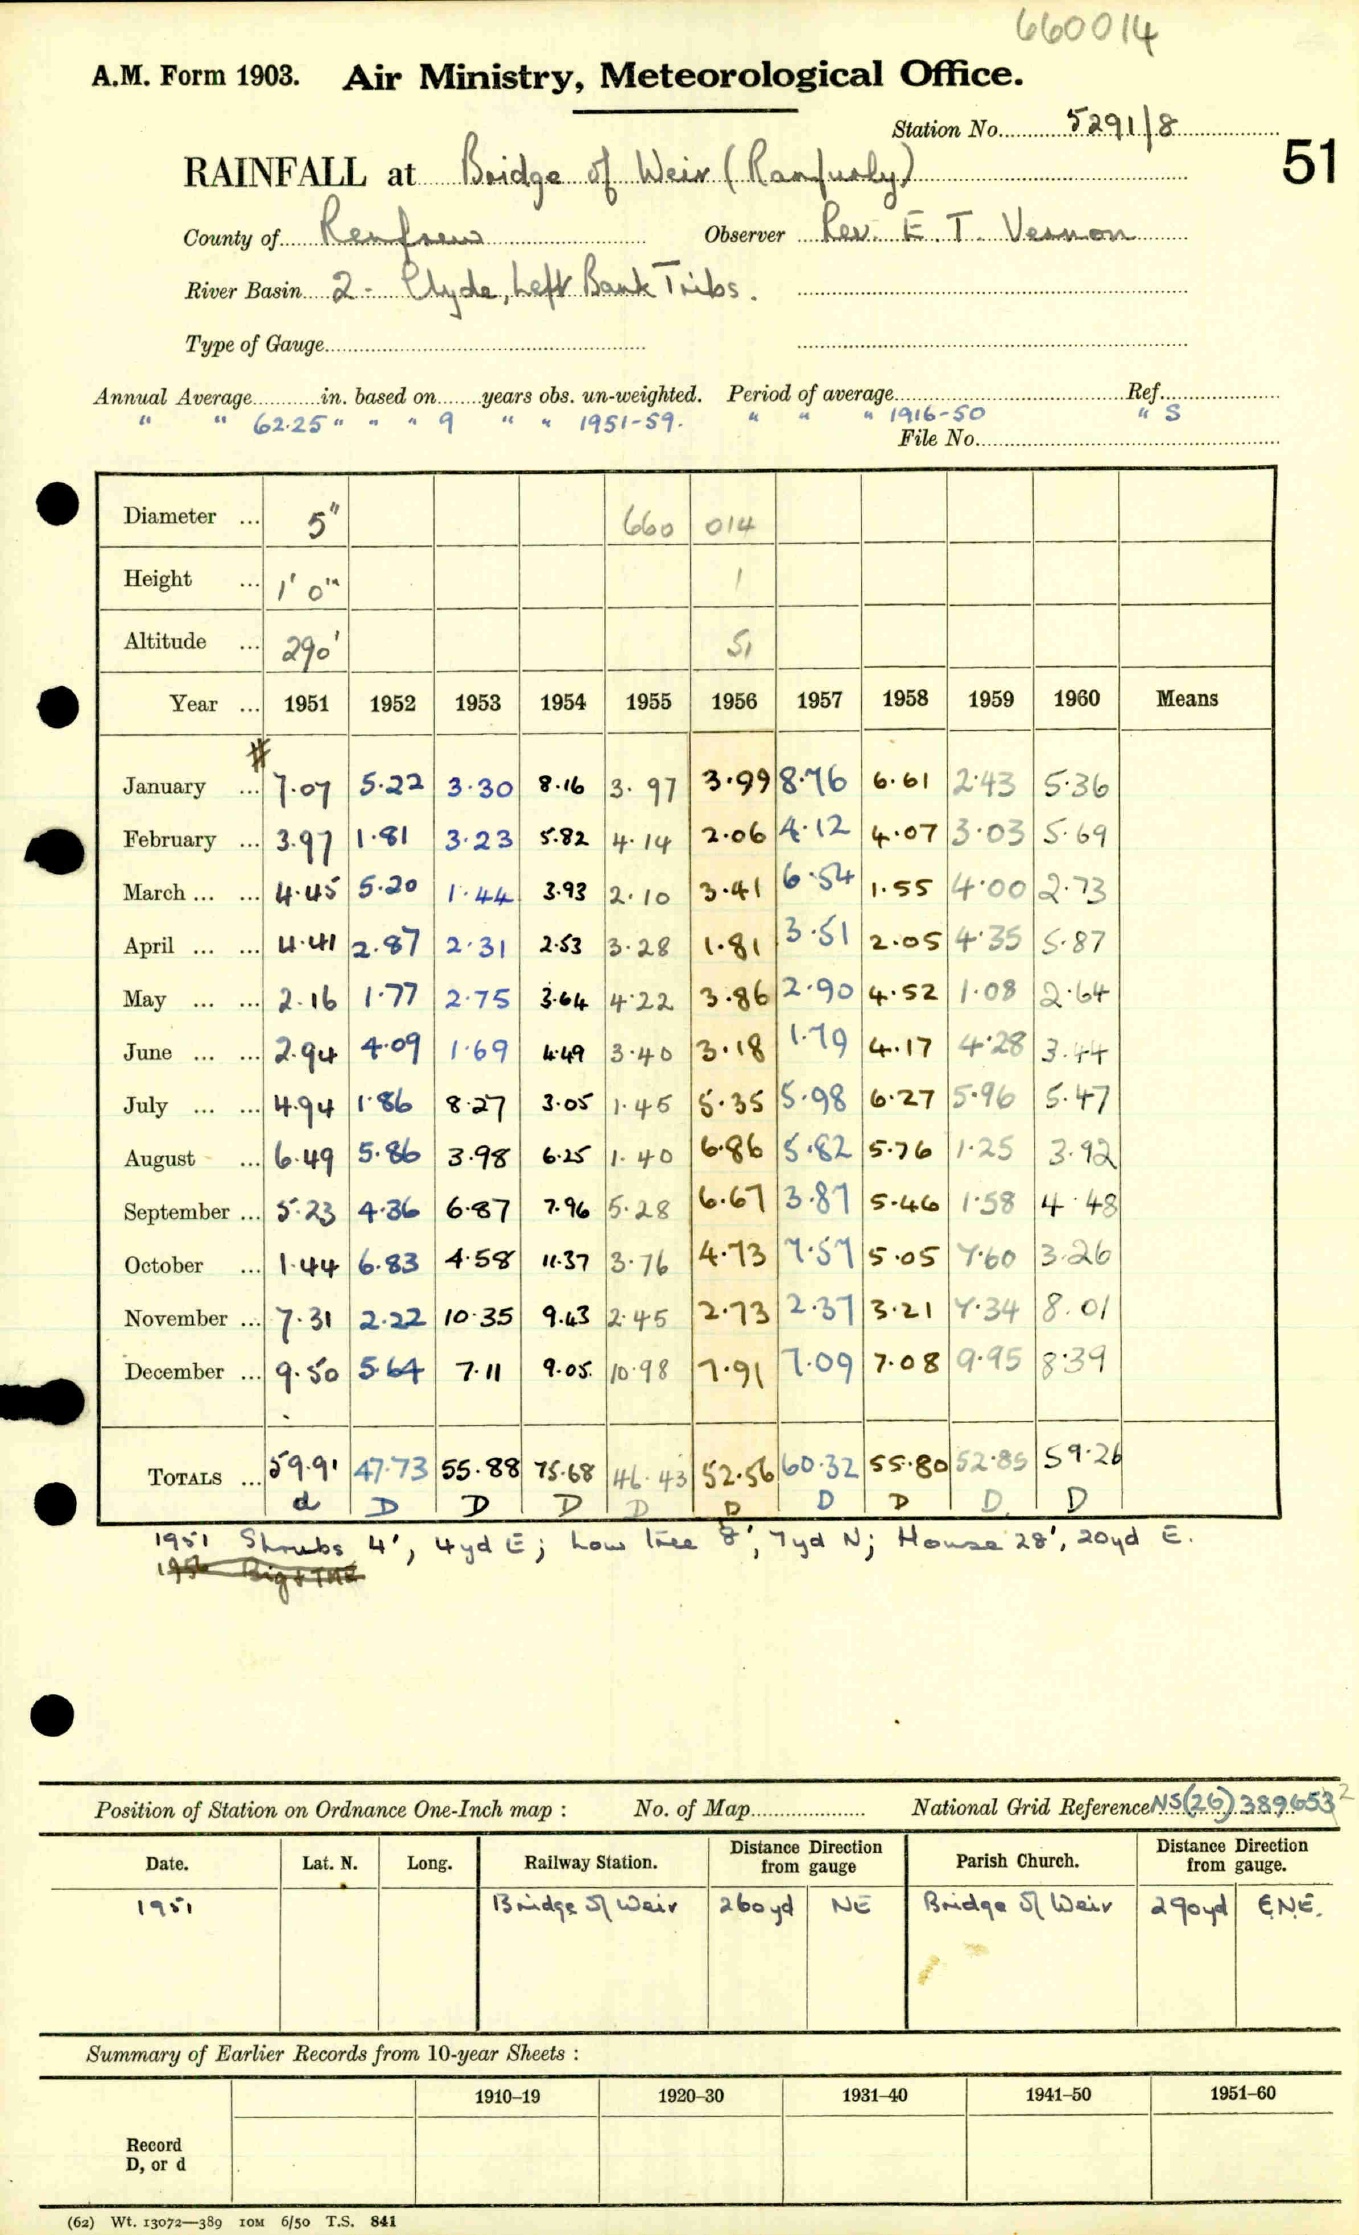 660014
A.M. Form 1903. Air Ministry, Meteorological Office.
Station No. 5291/8
51
RAINFALL at Bridge of Weir (Ranfurly)
County of Renfrew Observer Rev. E. T. Vernon
River Basin 2 - Clyde, Left Bank Tribs.
Type of Gauge
Annual Average in. based on years obs. un-weighted. Period of average Ref.
" " 62.25 " " " 9 " " 1951-59. " " " 1916-50 " S
File No.
Diameter ... 5" 660 014
Height ... 1' 0" 1
Altitude ... 290' 51
Year ... 1951 1952 1953 1954 1955 1956 1957 1958 1959 1960 Means
#
January ... 7.07 5.22 3.30 8.16 3.97 3.99 8.76 6.61 2.43 5.36
February ... 3.97 1.81 3.23 5.82 4.14 2.06 4.12 4.07 3.03 5.69
March ... ... 4.45 5.20 1.44 3.93 2.10 3.41 6.54 1.55 4.00 2.73
April ... ... 4.41 2.87 2.31 2.53 3.28 1.81 3.51 2.05 4.35 5.87
May ... ... 2.16 1.77 2.75 3.64 4.22 3.86 2.90 4.52 1.08 2.64
June ... ... 2.94 4.09 1.69 4.49 3.40 3.18 1.79 4.17 4.28 3.44
July ... ... 4.94 1.86 8.27 3.05 1.45 5.35 5.98 6.27 5.96 5.47
August ... 6.49 5.86 3.98 6.25 1.40 6.86 5.82 5.76 1.25 3.92
September ... 5.23 4.36 6.87 7.96 5.28 6.67 3.87 5.46 1.58 4.48
October ... 1.44 6.83 4.58 11.37 3.76 4.73 7.57 5.05 7.60 3.26
November ... 7.31 2.22 10.35 9.43 2.45 2.73 2.37 3.21 7.34 8.01
December ... 9.50 5.64 7.11 9.05 10.98 7.91 7.09 7.08 9.95 8.39
TOTALS ... 59.91 47.73 55.88 75.68 46.43 52.56 60.32 55.80 52.85 59.26
d D D D D D D D D D
1951 Shrubs 4', 4yd E; Low tree 8', 7yd N; House 28', 20yd E.
Position of Station on Ordnance One-Inch map : No. of Map National Grid Reference NS(26) 389653 2
Date. Lat. N. Long. Railway Station. Distance Direction from gauge Parish Church. Distance Direction from gauge.
1951 Bridge of Weir 260yd NE Bridge of Weir 290yd E.N.E.
Summary of Earlier Records from 10-year Sheets :
1910–19 1920–30 1931–40 1941–50 1951–60
Record
D, or d
(62) Wt. 13072—389 10M 6/50 T.S. 841